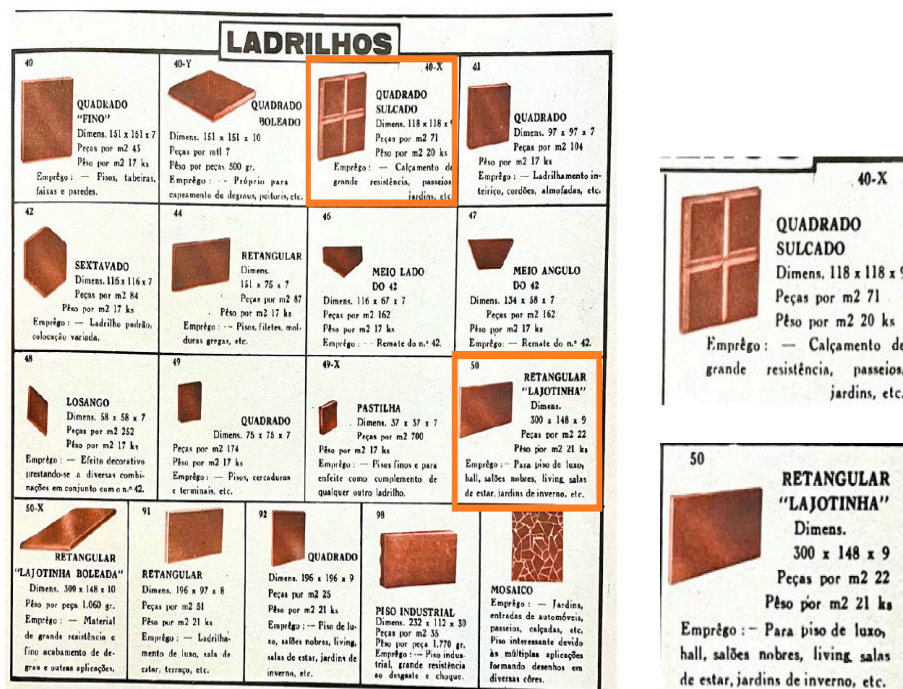 LADRILHOS
40
QUADRADO
"FINO"
Dimens. 151 x 151 x 7
Peças por m2 45
Pêso por m2 17 ks
Emprêgo: — Pisos, tabeiras,
faixas e paredes.
40-Y
QUADRADO
BOLEADO
Dimens. 151 x 151 x 10
Peças por mtl 7
Pêso por peças 500 gr.
Emprêgo: -- Próprio para
capeamento de degraus, peitoris, etc.
40-X
QUADRADO
SULCADO
Dimens. 118 x 118 x 9
Peças por m2 71
Pêso por m2 20 ks
Emprêgo: — Calçamento de
grande resistência, passeios
jardins, etc
41
QUADRADO
Dimens. 97 x 97 x 7
Peças por m2 104
Pêso por m2 17 ks
Emprêgo: — Ladrilhamento in-
teiriço, cordões, almofadas, etc.
42
SEXTAVADO
Dimens. 116 x 116 x 7
Peças por m2 84
Pêso por m2 17 ks
Emprêgo: — Ladrilho padrão,
colocação variada.
44
RETANGULAR
Dimens.
151 x 75 x 7
Peças por m2 87
Pêso por m2 17 ks
Emprêgo: -- Pisos, filetes, mol-
duras gregas, etc.
46
MEIO LADO
DO 42
Dimens. 116 x 67 x 7
Peças por m2 162
Pêso por m2 17 ks
Emprêgo: -- Remate do n.º 42.
47
MEIO ANGULO
DO 42
Dimens. 134 x 58 x 7
Peças por m2 162
Pêso por m2 17 ks
Emprêgo: — Remate do n.º 42.
48
LOSANGO
Dimens. 58 x 58 x 7
Peças por m2 252
Pêso por m2 17 ks
Emprêgo: — Efeito decorativo
prestando-se a diversas combi-
nações em conjunto com o n.º 42.
49
QUADRADO
Dimens. 75 x 75 x 7
Peças por m2 174
Pêso por m2 17 ks
Emprêgo: — Pisos, cercaduras
e terminais, etc.
49-X
PASTILHA
Dimens. 37 x 37 x 7
Peças por m2 700
Pêso por m2 17 ks
Emprêgo: — Pisos finos e para
enfeite como complemento de
qualquer outro ladrilho.
50
RETANGULAR
"LAJOTINHA"
Dimens.
300 x 148 x 9
Peças por m2 22
Pêso por m2 21 ks
Emprêgo: — Para piso de luxo,
hall, salões nobres, living, salas
de estar, jardins de inverno, etc.
50-X
RETANGULAR
"LAJOTINHA BOLEADA"
Dimens. 300 x 148 x 10
Pêso por peça 1.060 gr.
Emprêgo: — Material
de grande resistência e
fino acabamento de de-
grau e outras aplicações.
91
RETANGULAR
Dimens. 196 x 97 x 8
Peças por m2 51
Pêso por m2 21 ks
Emprêgo: — Ladrilha-
mento de luxo, sala de
estar, terraço, etc.
92
QUADRADO
Dimens. 196 x 196 x 9
Peças por m2 25
Pêso por m2 21 ks
Emprêgo: -- Piso de lu-
xo, salões nobres, living,
salas de estar, jardins de
inverno, etc.
98
PISO INDUSTRIAL
Dimens. 232 x 112 x 30
Peças por m2 35
Pêso por peça 1.770 gr.
Emprêgo: -- Piso indus-
trial, grande resistência
ao desgaste e choque.
MOSAICO
Emprêgo: — Jardins,
entradas de automóveis,
passeios, calçadas, etc.
Piso interessante devido
às múltiplas aplicações
formando desenhos em
diversas côres.
40-X
QUADRADO
SULCADO
Dimens. 118 x 118 x 9
Peças por m2 71
Pêso por m2 20 ks
Emprêgo: — Calçamento de
grande resistência, passeios,
jardins, etc.
50
RETANGULAR
"LAJOTINHA"
Dimens.
300 x 148 x 9
Peças por m2 22
Pêso por m2 21 ks
Emprêgo: — Para piso de luxo,
hall, salões nobres, living, salas
de estar, jardins de inverno, etc.